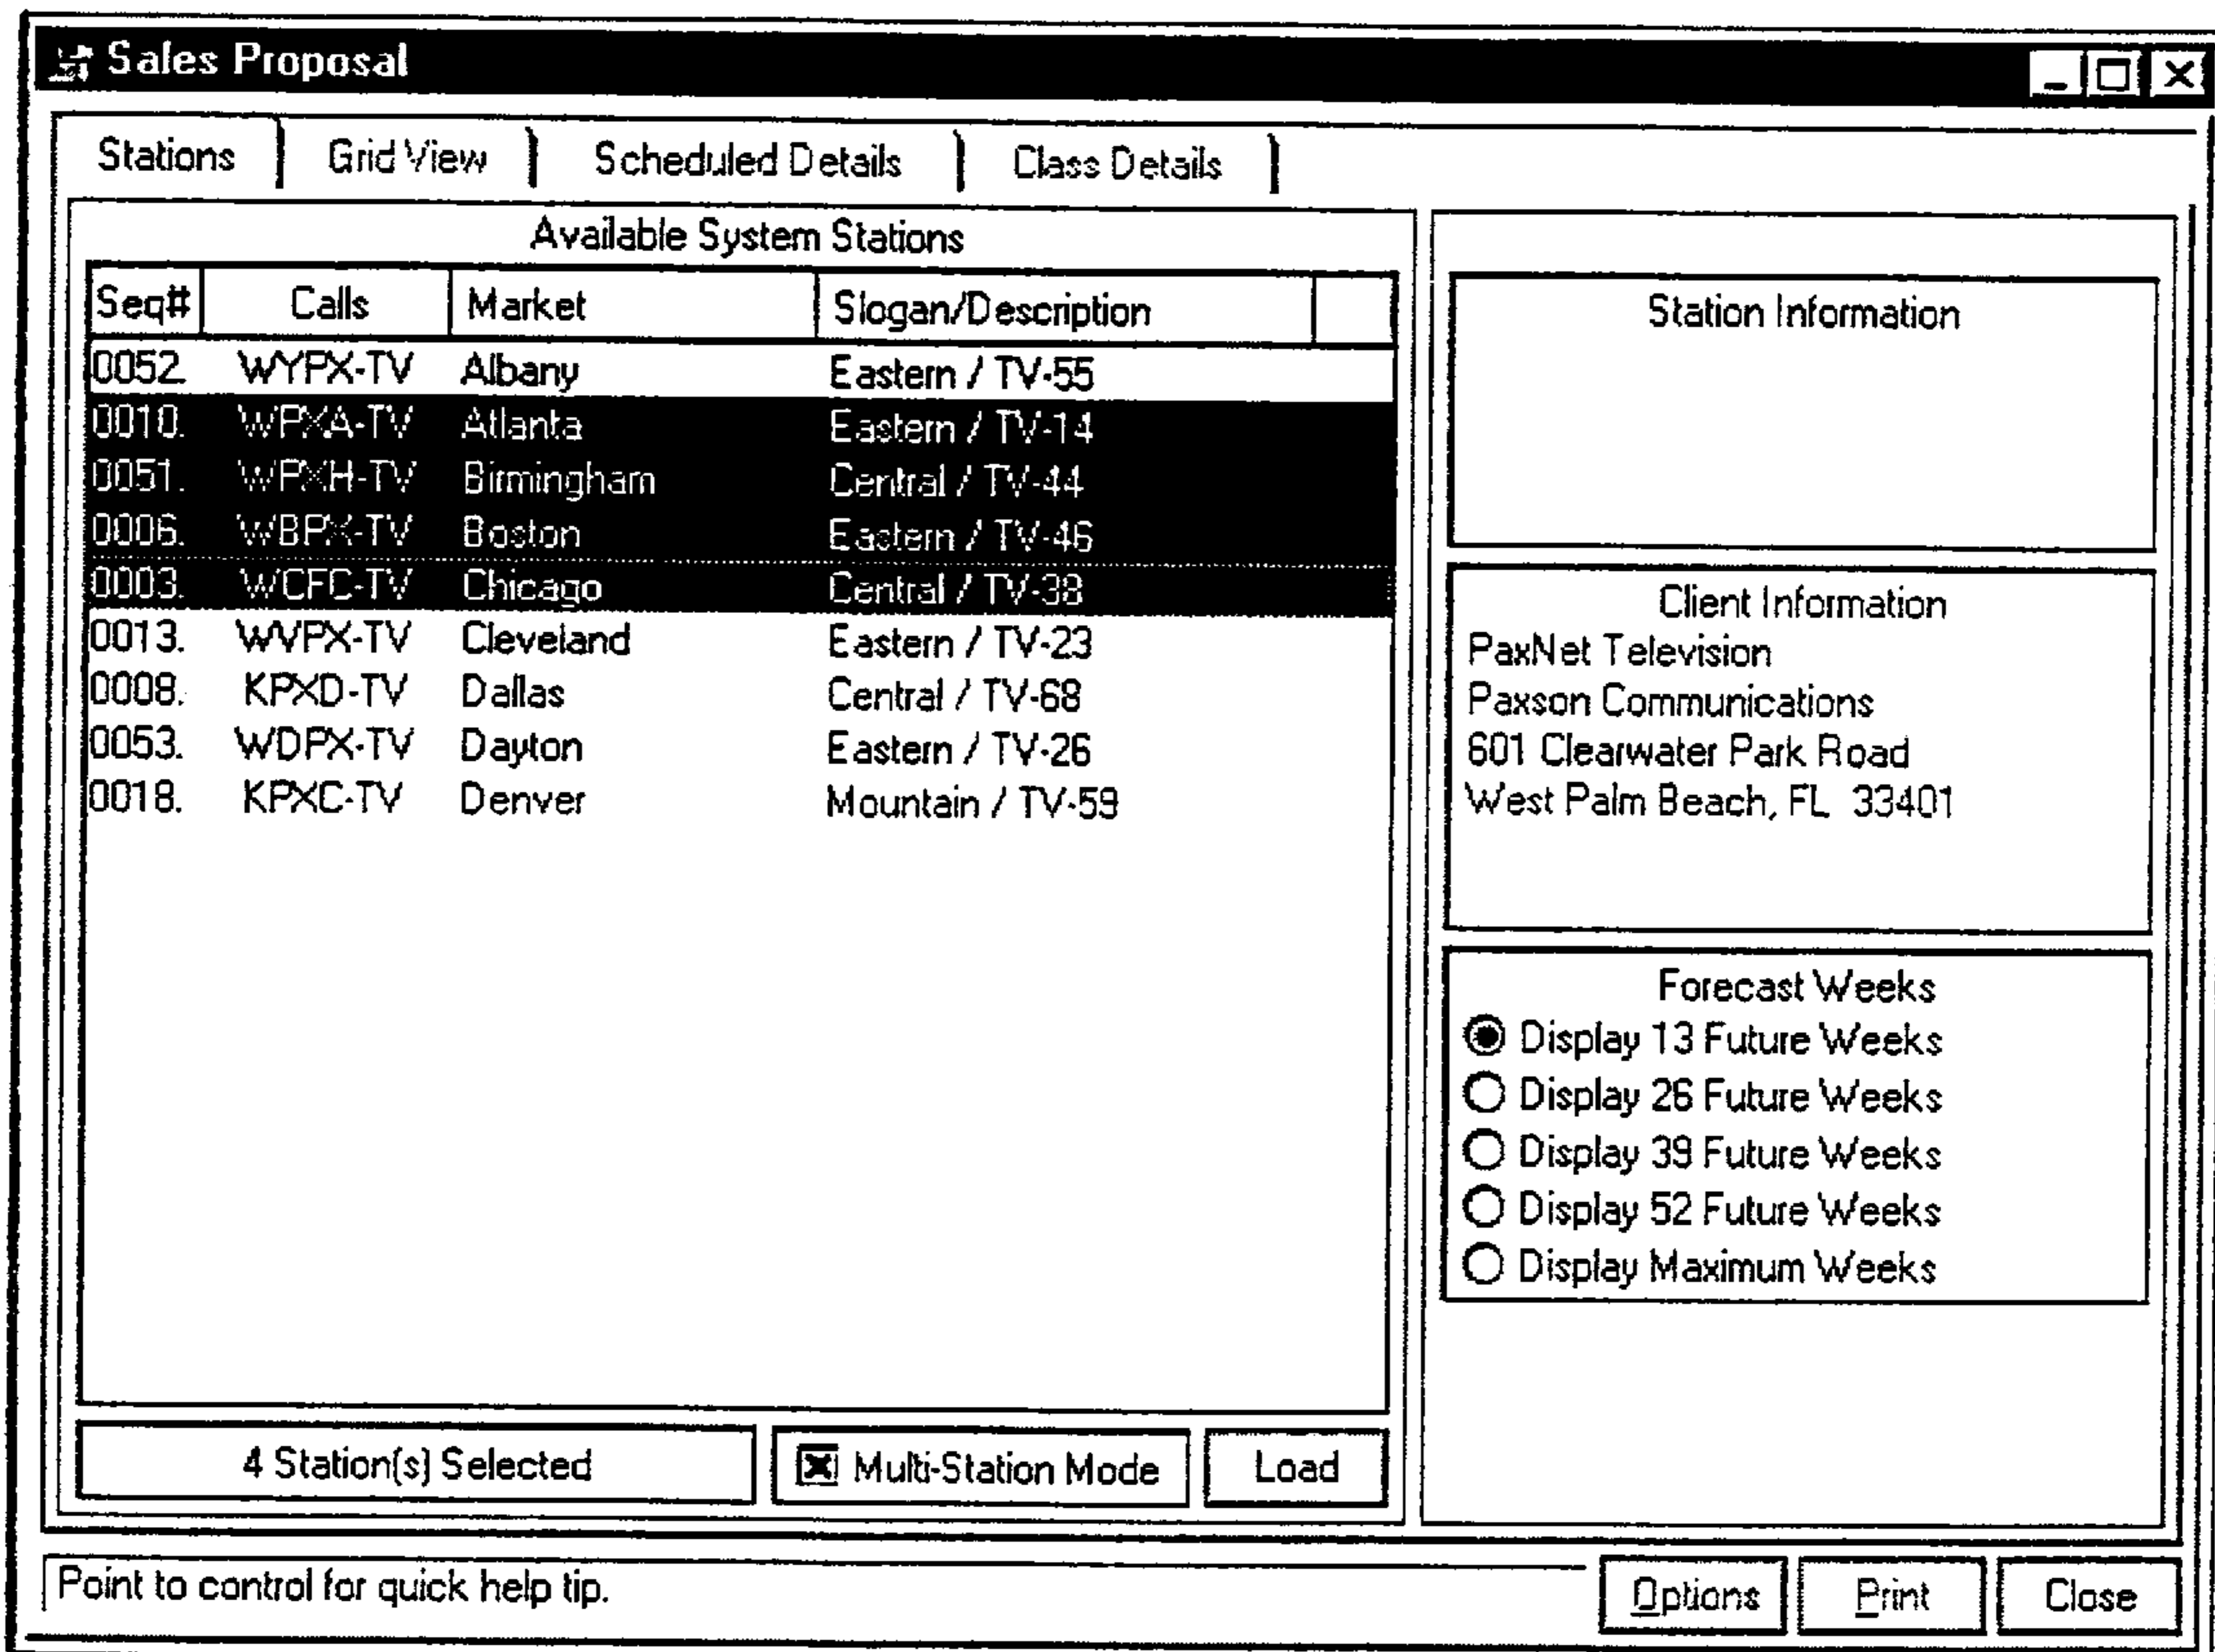 Sales Proposal
Stations Grid View Scheduled Details Class Details
Available System Stations
Seq# Calls Market Slogan/Description
0052. WYPX-TV Albany Eastern / TV-55
0010. WPXA-TV Atlanta Eastern / TV-14
0051. WPXH-TV Birmingham Central / TV-44
0006. WBPX-TV Boston Eastern / TV-46
0003. WCFC-TV Chicago Central / TV-38
0013. WVPX-TV Cleveland Eastern / TV-23
0008. KPXD-TV Dallas Central / TV-68
0053. WDPX-TV Dayton Eastern / TV-26
0018. KPXC-TV Denver Mountain / TV-59
4 Station(s) Selected Multi-Station Mode Load
Station Information
Client Information
PaxNet Television
Paxson Communications
601 Clearwater Park Road
West Palm Beach, FL 33401
Forecast Weeks
Display 13 Future Weeks
Display 26 Future Weeks
Display 39 Future Weeks
Display 52 Future Weeks
Display Maximum Weeks
Point to control for quick help tip.
Options Print Close